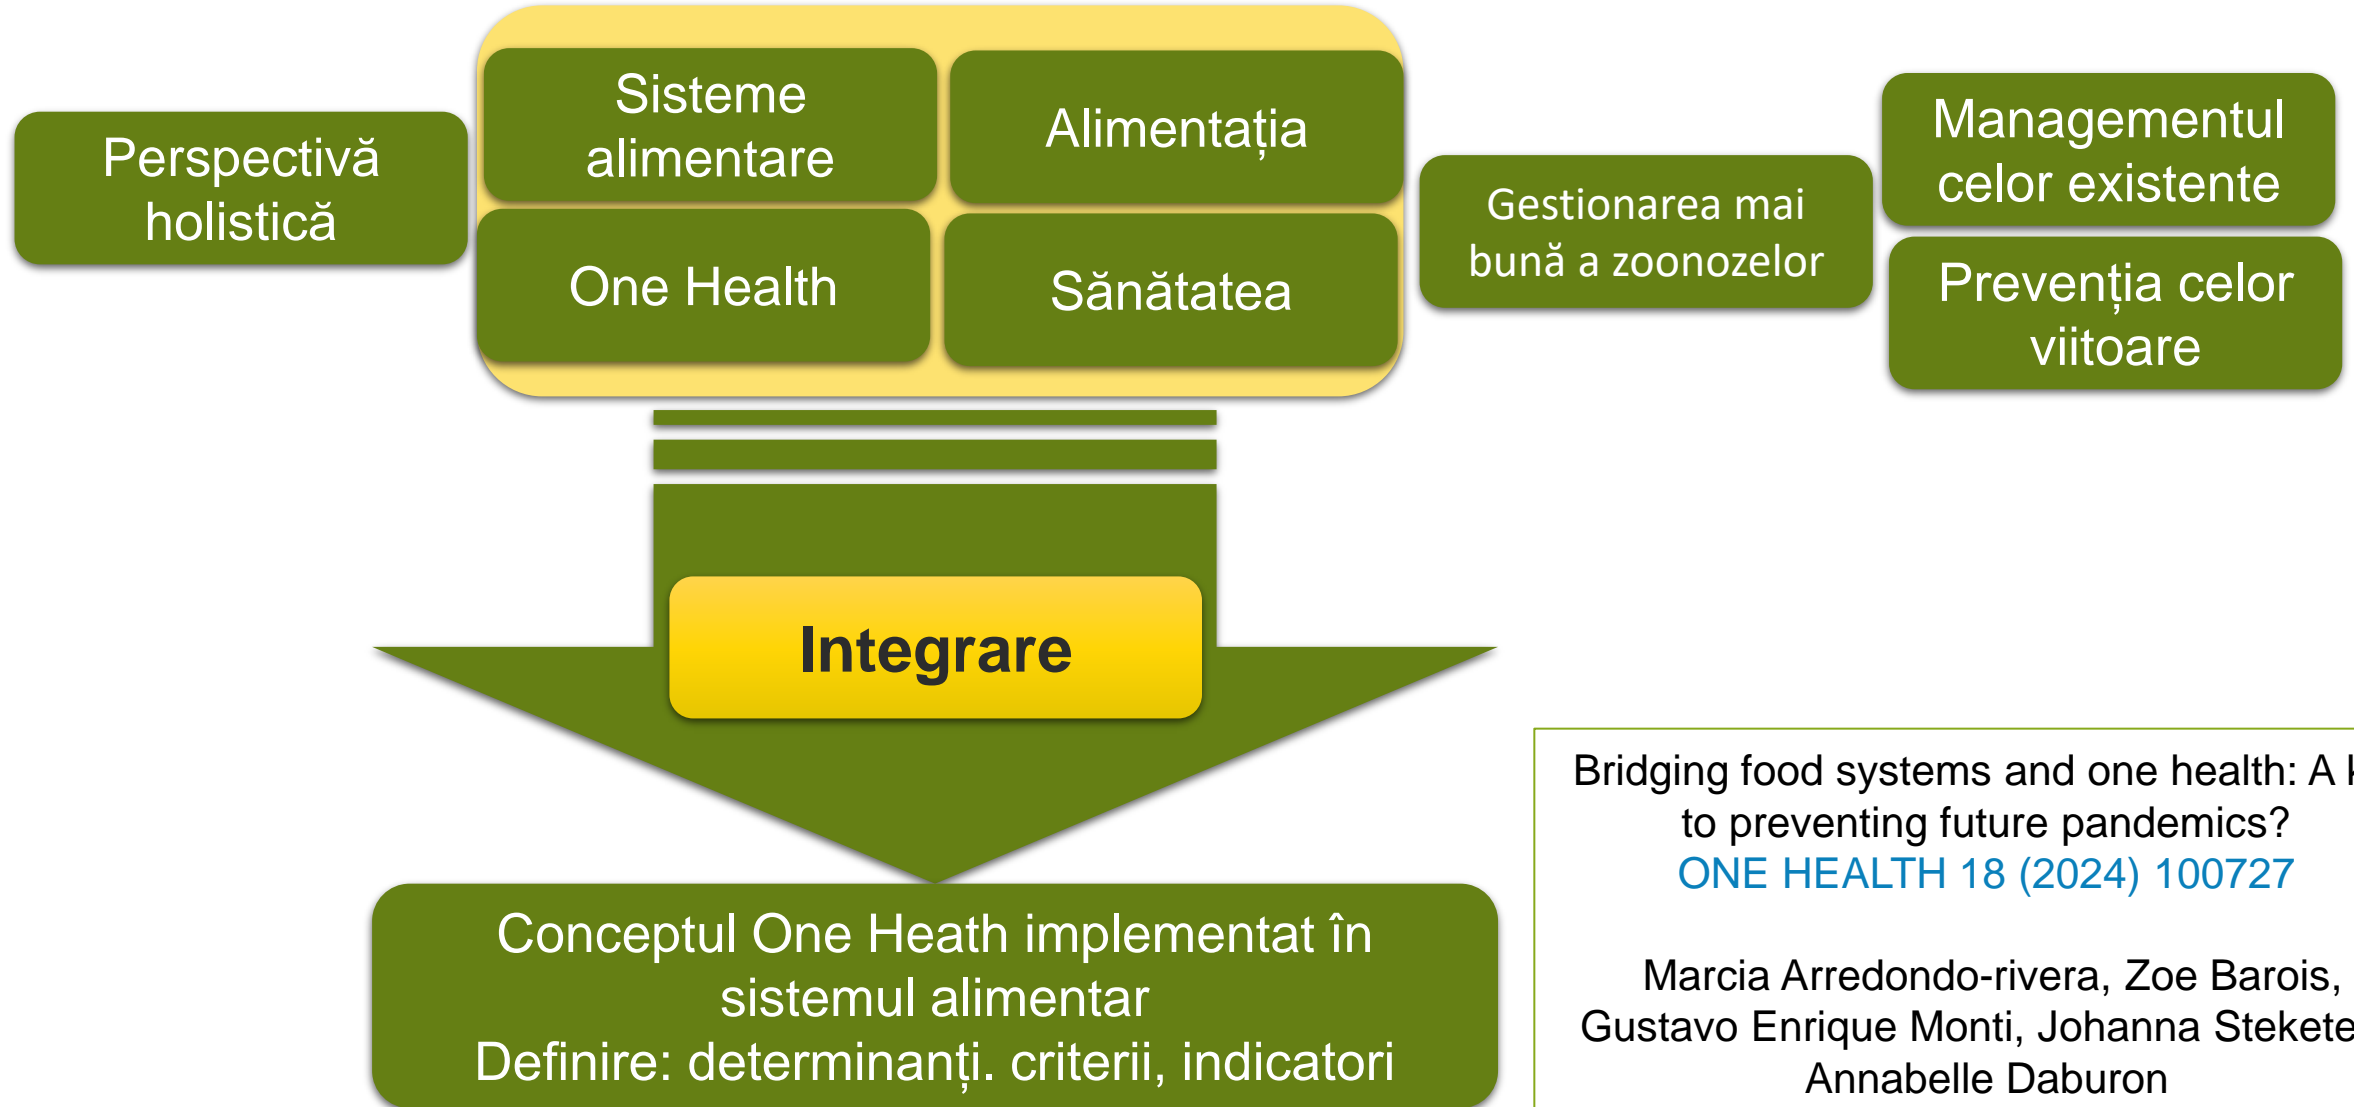 Perspectivă
holistică
Sisteme
alimentare
Alimentația
One Health
Sănătatea
Gestionarea mai
bună a zoonozelor
Managementul
celor existente
Prevenția celor
viitoare
Integrare
Conceptul One Heath implementat în
sistemul alimentar
Definire: determinanți. criterii, indicatori
Bridging food systems and one health: A
to preventing future pandemics?
ONE HEALTH 18 (2024) 100727
Marcia Arredondo-rivera, Zoe Barois,
Gustavo Enrique Monti, Johanna
Annabelle Daburon